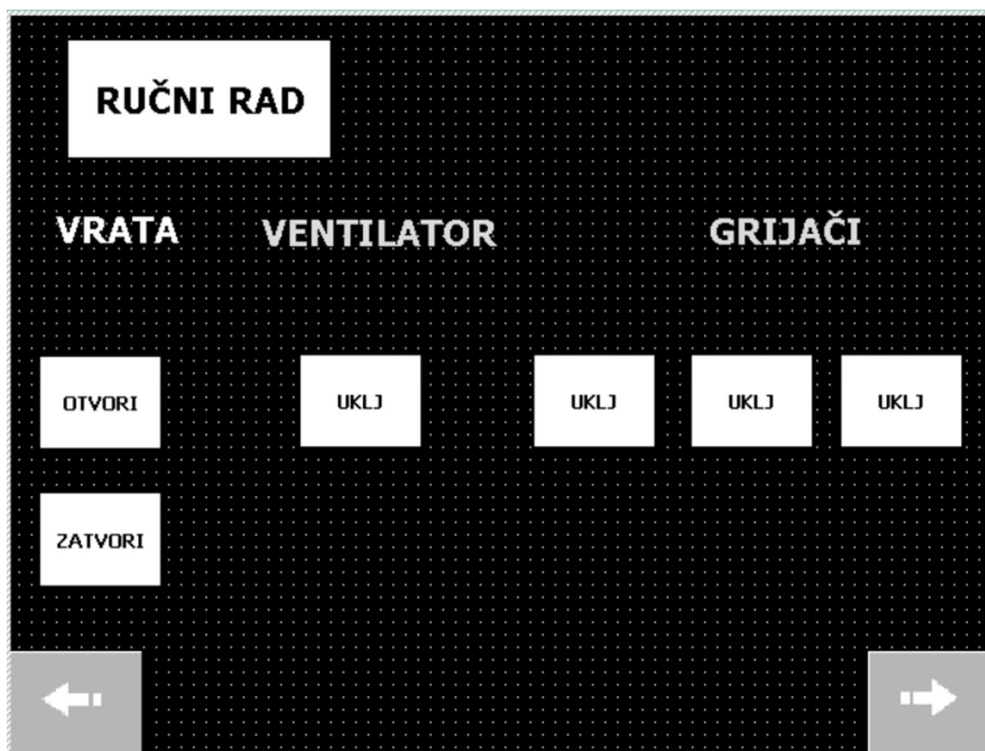 RUČNI RAD
VRATA VENTILATOR GRIJAČI
OTVORI UKLJ UKLJ UKLJ UKLJ
ZATVORI